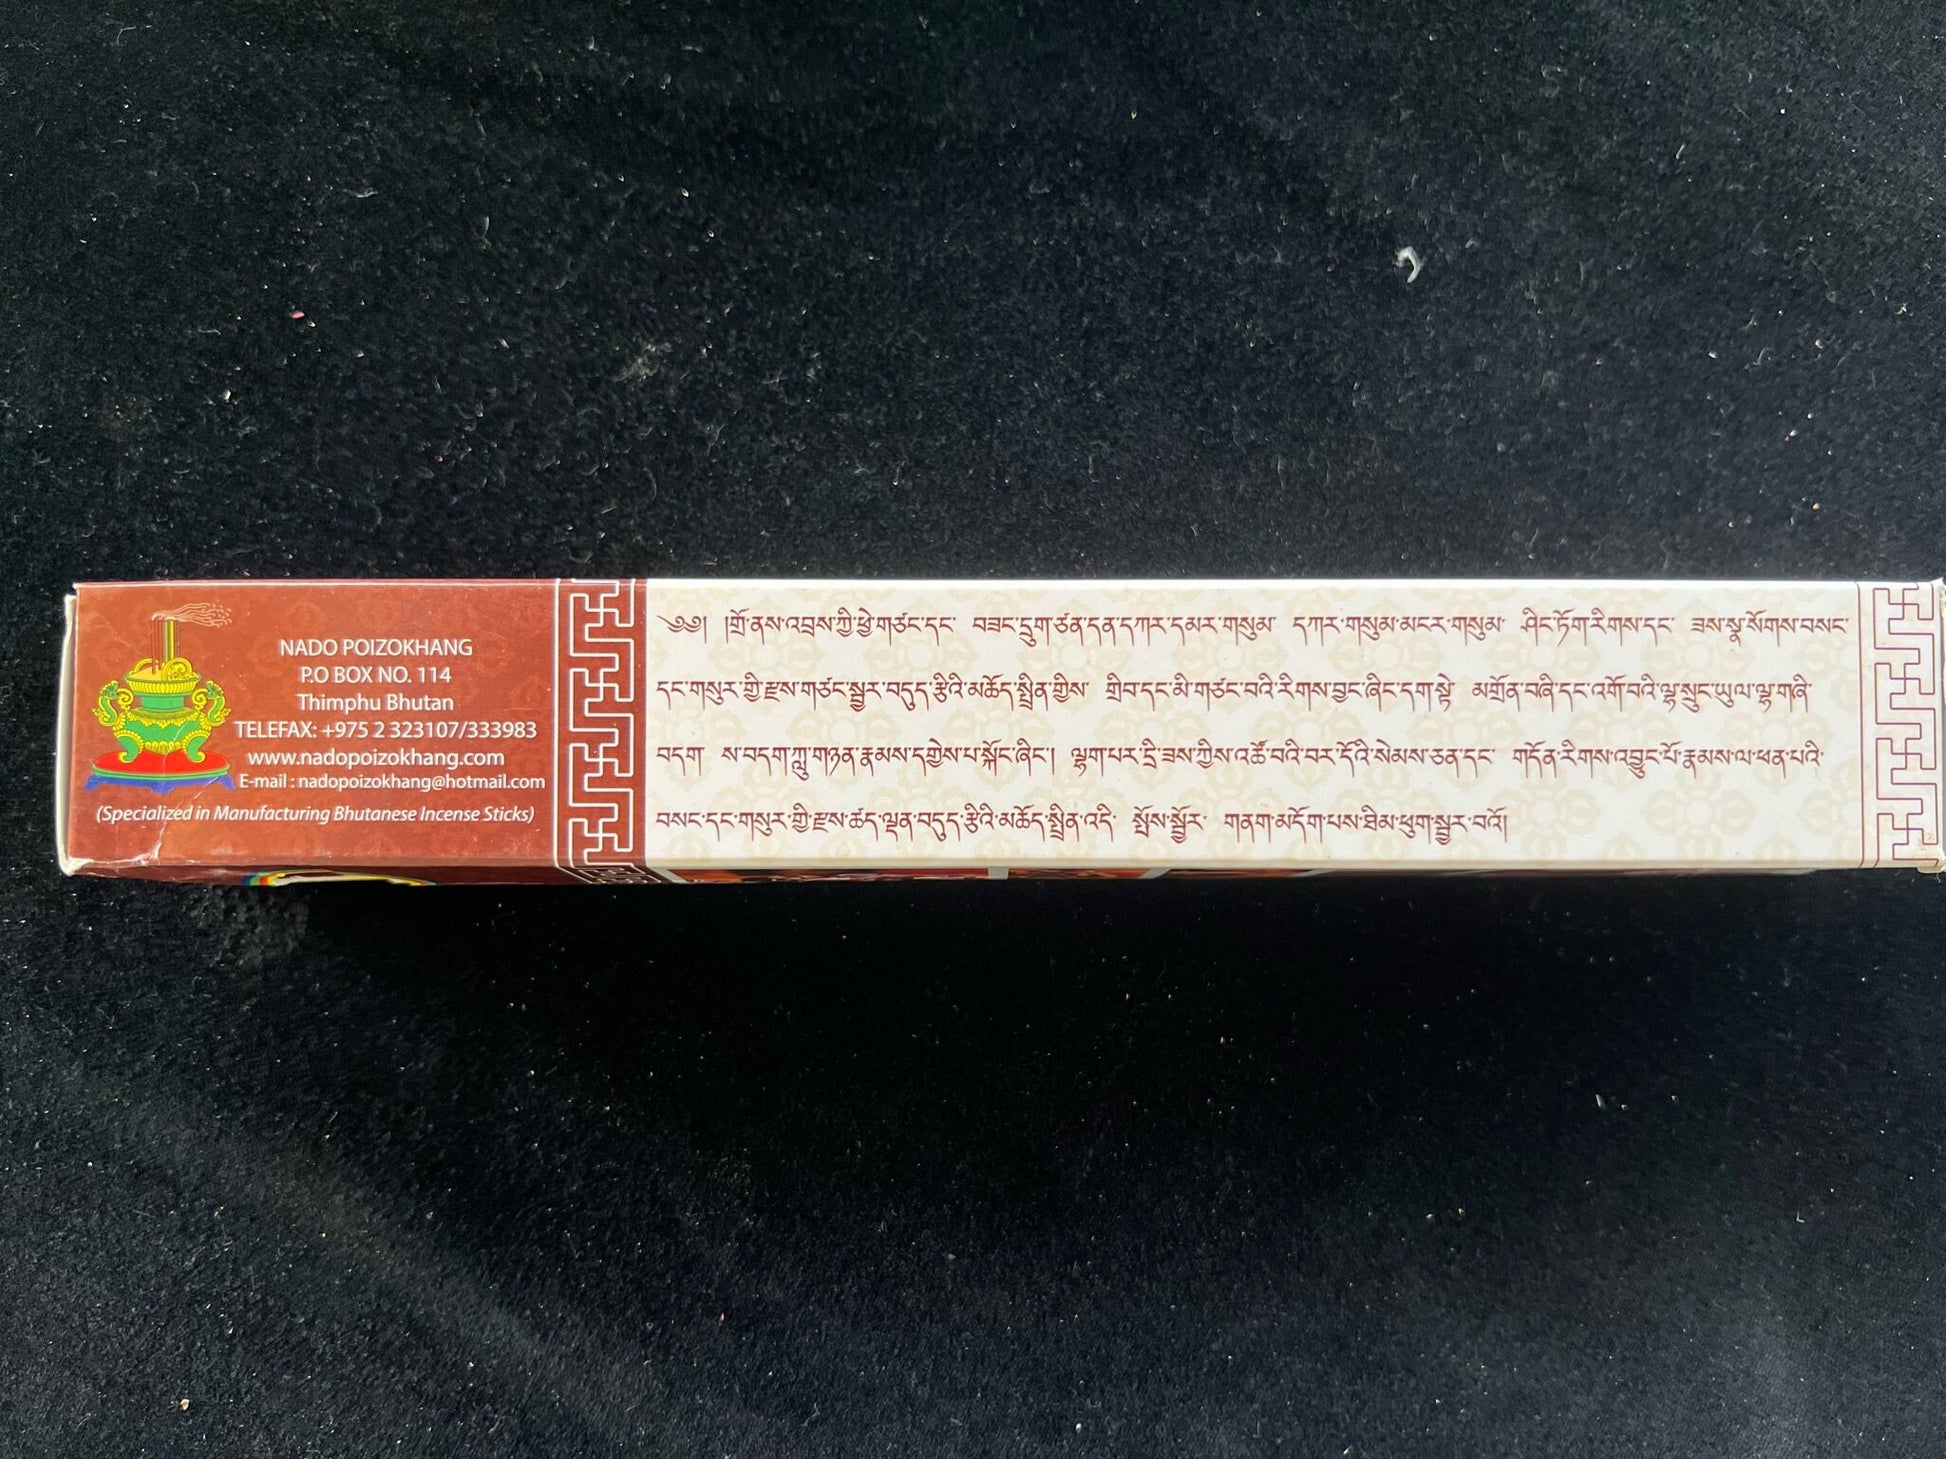 NADO POIZOKHANG
P.O BOX NO. 114
Thimphu Bhutan
TELEFAX: +975 2 323107/333983
www.nadopoizokhang.com
E-mail : nadopoizokhang@hotmail.com
(Specialized in Manufacturing Bhutanese Incense Sticks)
༄༅། །གྲོ་ནས་འབྲས་ཀྱི་ཕྱེ་གཙང་དང་ བཟང་དྲུག་ཙན་དན་དཀར་དམར་གསུམ་ དཀར་གསུམ་མངར་གསུམ་ ཤིང་ཏོག་རིགས་དང་ ཟས་སྣ་སོགས་བསང་
དང་གསུར་གྱི་རྫས་གཙང་སྦྱར་བདུད་རྩིའི་མཆོད་སྤྲིན་གྱིས་ གྲིབ་དང་མི་གཙང་བའི་རིགས་བྱང་ཞིང་དག་སྟེ་ མགྲོན་བཞི་དང་འགོ་བའི་ལྷ་སྲུང་ཡུལ་ལྷ་གཞི་
བདག ས་བདག་ཀླུ་གཉན་རྣམས་དགྱེས་པ་སྐོང་ཞིང་། ལྷག་པར་དྲི་ཟས་ཀྱིས་འཚོ་བའི་བར་དོའི་སེམས་ཅན་དང་ གདོན་རིགས་འབྱུང་པོ་རྣམས་ལ་ཕན་པའི་
བསང་དང་གསུར་གྱི་རྫས་ཚད་ལྡན་བདུད་རྩིའི་མཆོད་སྤྲིན་འདི་ སྤོས་སྦྱོར་ གནག་མདོག་པས་ཐིམ་ཕུག་སྦྱར་བའོ།